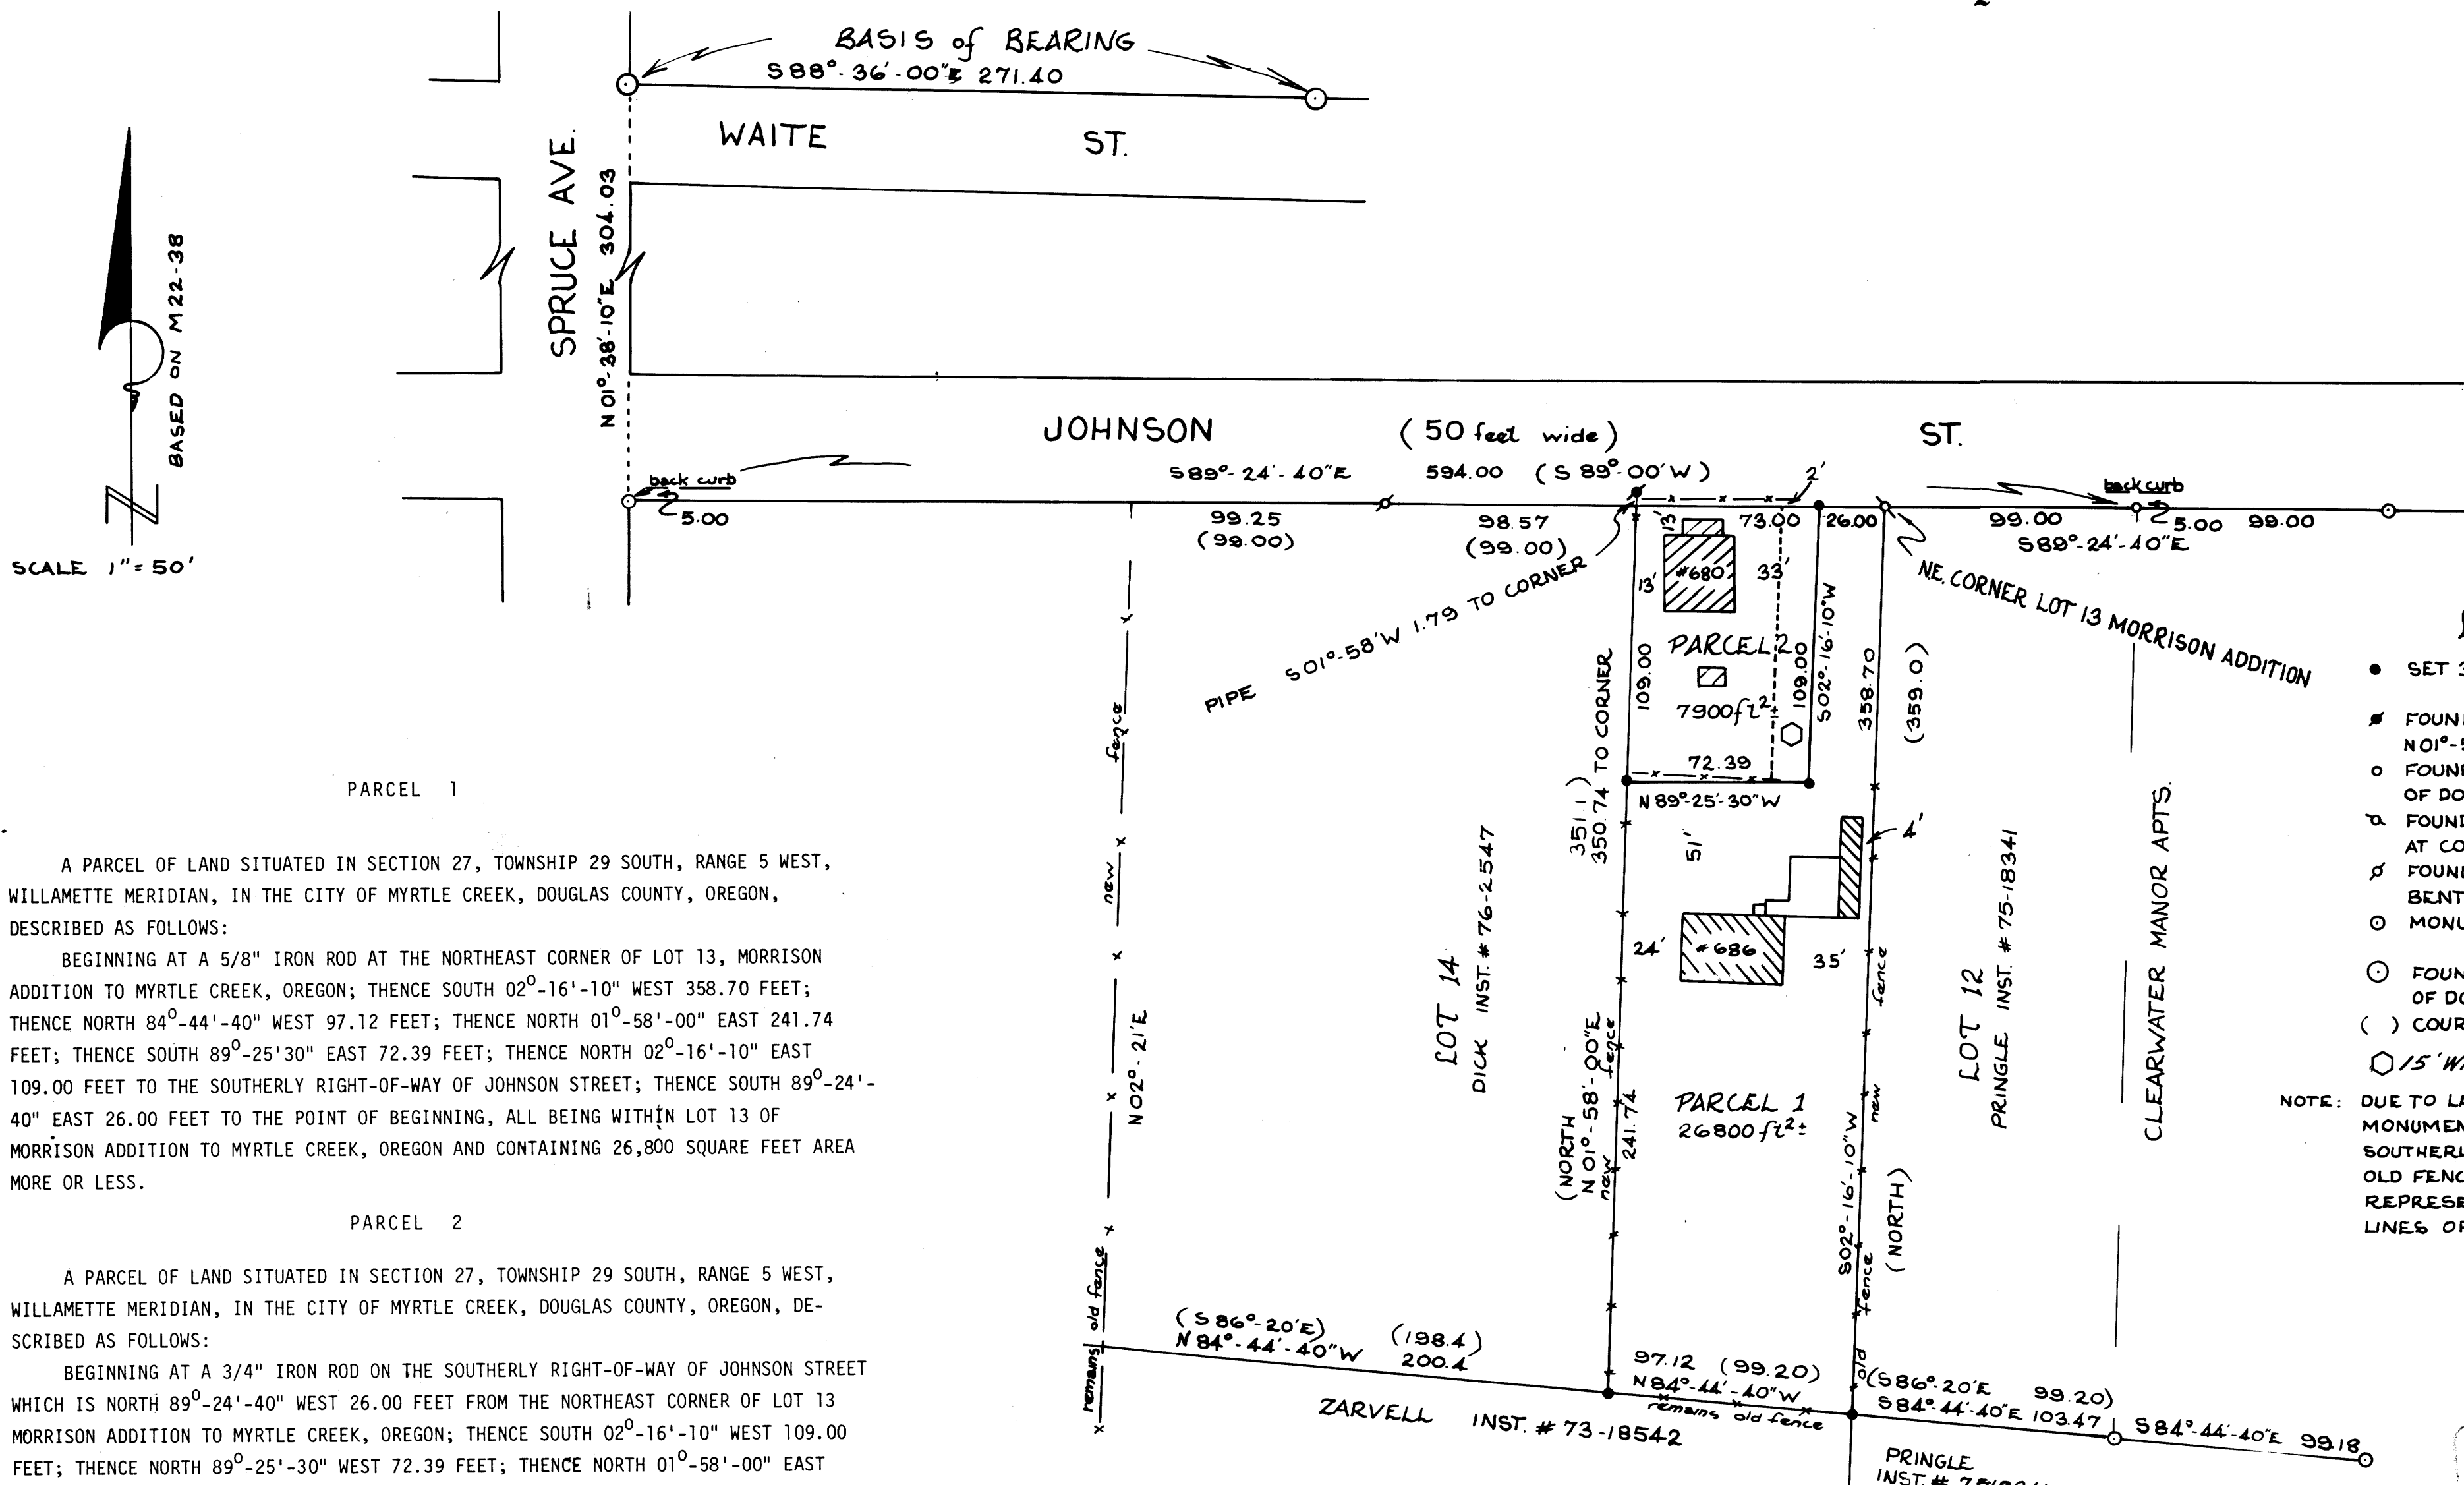 BASIS of BEARING
S88°-36'-00"E 271.40
WAITE ST.
SPRUCE AVE.
N01°-38'-10"E 304.03
BASED ON M22-38
SCALE 1"=50'
JOHNSON (50 feet wide) ST.
S89°-24'-40"E 594.00 (S 89°-00'W)
2'
back curb
5.00
99.25
(99.00)
98.57
(99.00)
13'
73.00
26.00
99.00
back curb
5.00
99.00
S89°-24'-40"E
PIPE S01°-58'W 1.79 TO CORNER
N.E. CORNER LOT 13 MORRISON ADDITION
#680
13'
33'
PARCEL 2
7900ft²±
109.00
109.00
S02°-16'-10"W
358.70
(359.0)
72.39
N89°-25'-30"W
351.1)
350.74 TO CORNER
51'
4'
24'
#686
35'
LOT 14
DICK INST.#76-2547
LOT 12
PRINGLE INST.#75-18341
CLEARWATER MANOR APTS.
new fence
N02°-21'E
remains old fence
(NORTH
N01°-58'-00"E
new fence
241.74
PARCEL 1
26800ft²±
S02°-16'-10"W
(NORTH)
new fence
old fence
(S86°-20'E)
N84°-44'-40"W
(198.4)
200.4
97.12 (99.20)
N84°-44'-40"W
remains old fence
(S86°-20'E 99.20)
S84°-44'-40"E 103.47
S84°-44'-40"E 99.18
ZARVELL INST.#73-18542
PRINGLE
INST.#
SET
FOUN
N01°-5
FOUN
OF DO
FOUN
AT CO
FOUN
BENT
MONU
FOUN
OF DO
( ) COUR
15' W
NOTE: DUE TO LA
MONUMEN
SOUTHERL
OLD FENC
REPRESE
LINES OF
PARCEL 1
A PARCEL OF LAND SITUATED IN SECTION 27, TOWNSHIP 29 SOUTH, RANGE 5 WEST,
WILLAMETTE MERIDIAN, IN THE CITY OF MYRTLE CREEK, DOUGLAS COUNTY, OREGON,
DESCRIBED AS FOLLOWS:
BEGINNING AT A 5/8" IRON ROD AT THE NORTHEAST CORNER OF LOT 13, MORRISON
ADDITION TO MYRTLE CREEK, OREGON; THENCE SOUTH 02°-16'-10" WEST 358.70 FEET;
THENCE NORTH 84°-44'-40" WEST 97.12 FEET; THENCE NORTH 01°-58'-00" EAST 241.74
FEET; THENCE SOUTH 89°-25'30" EAST 72.39 FEET; THENCE NORTH 02°-16'-10" EAST
109.00 FEET TO THE SOUTHERLY RIGHT-OF-WAY OF JOHNSON STREET; THENCE SOUTH 89°-24'-
40" EAST 26.00 FEET TO THE POINT OF BEGINNING, ALL BEING WITHIN LOT 13 OF
MORRISON ADDITION TO MYRTLE CREEK, OREGON AND CONTAINING 26,800 SQUARE FEET AREA
MORE OR LESS.
PARCEL 2
A PARCEL OF LAND SITUATED IN SECTION 27, TOWNSHIP 29 SOUTH, RANGE 5 WEST,
WILLAMETTE MERIDIAN, IN THE CITY OF MYRTLE CREEK, DOUGLAS COUNTY, OREGON, DE-
SCRIBED AS FOLLOWS:
BEGINNING AT A 3/4" IRON ROD ON THE SOUTHERLY RIGHT-OF-WAY OF JOHNSON STREET
WHICH IS NORTH 89°-24'-40" WEST 26.00 FEET FROM THE NORTHEAST CORNER OF LOT 13
MORRISON ADDITION TO MYRTLE CREEK, OREGON; THENCE SOUTH 02°-16'-10" WEST 109.00
FEET; THENCE NORTH 89°-25'-30" WEST 72.39 FEET; THENCE NORTH 01°-58'-00" EAST